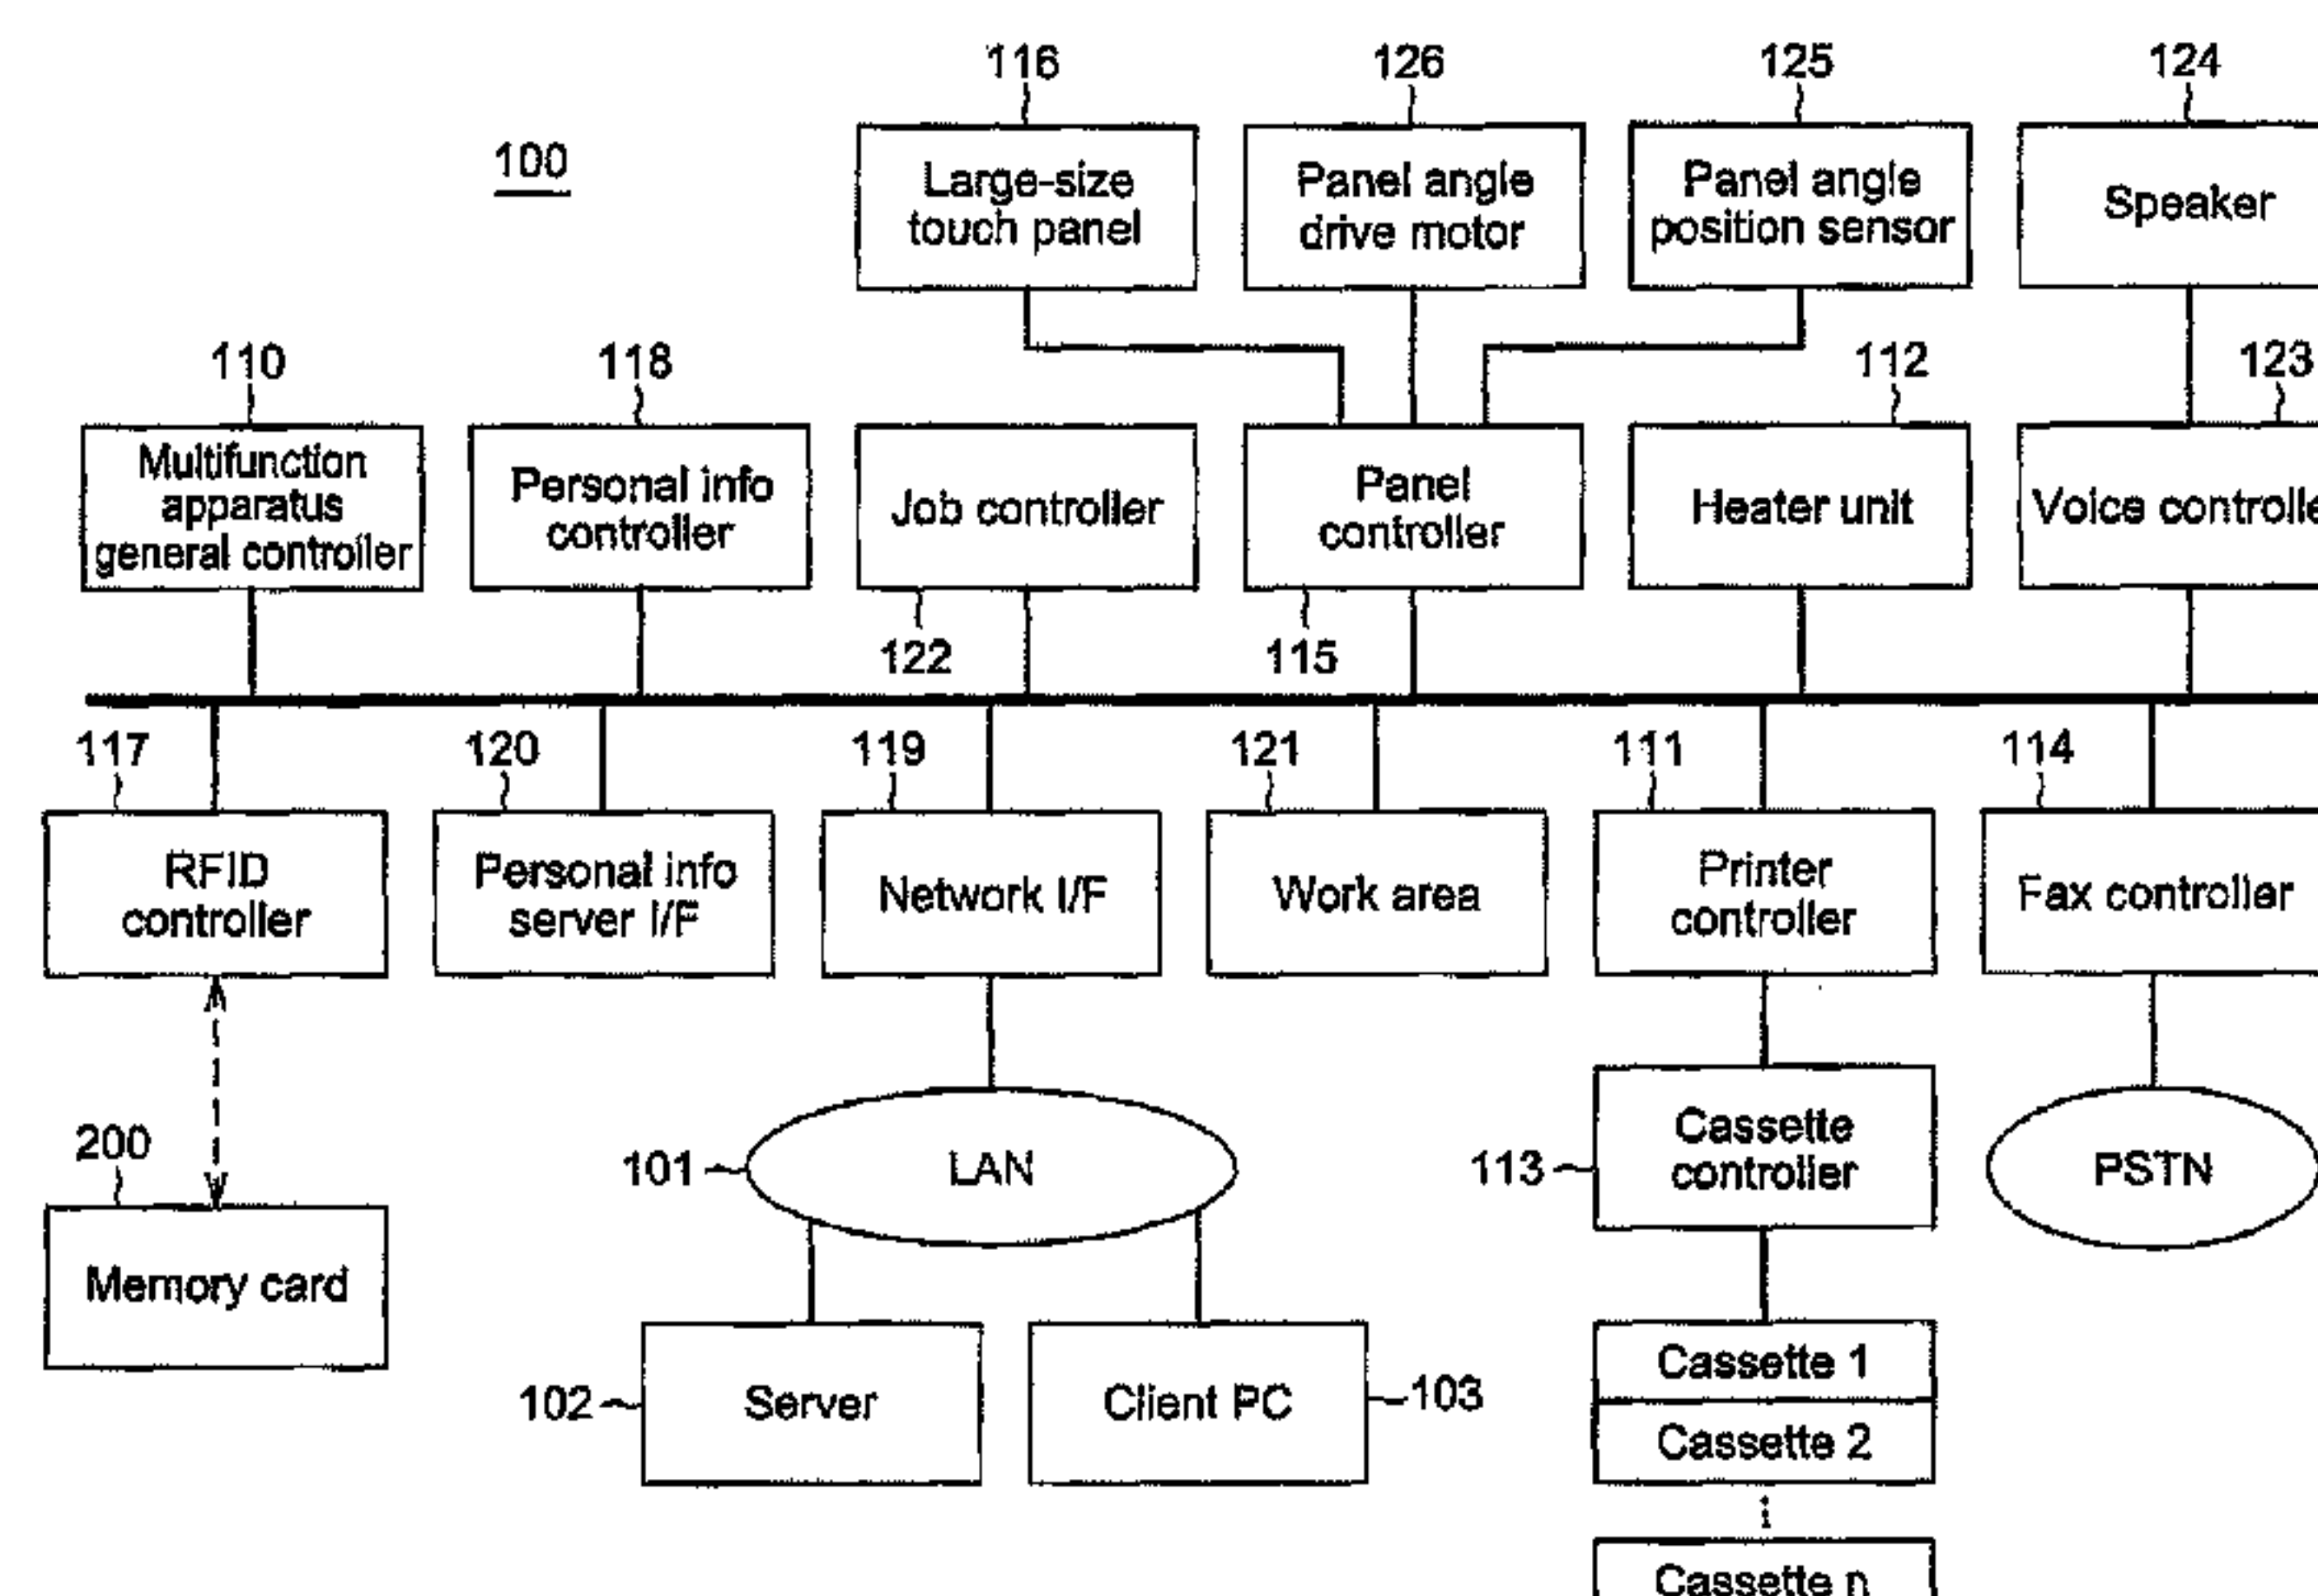 116
126
125
124
100
Large-size
touch panel
Panel angle
drive motor
Panel angle
position sensor
Speaker
110
118
112
123
Multifunction
apparatus
general controller
Personal info
controller
Job controller
Panel
controller
Heater unit
Voice controlle
122
115
117
120
119
121
111
114
RFID
controller
Personal info
server I/F
Network I/F
Work area
Printer
controller
Fax controller
200
101
LAN
113
Cassette
controller
PSTN
Memory card
102
Server
Client PC
103
Cassette 1
Cassette 2
Cassette n